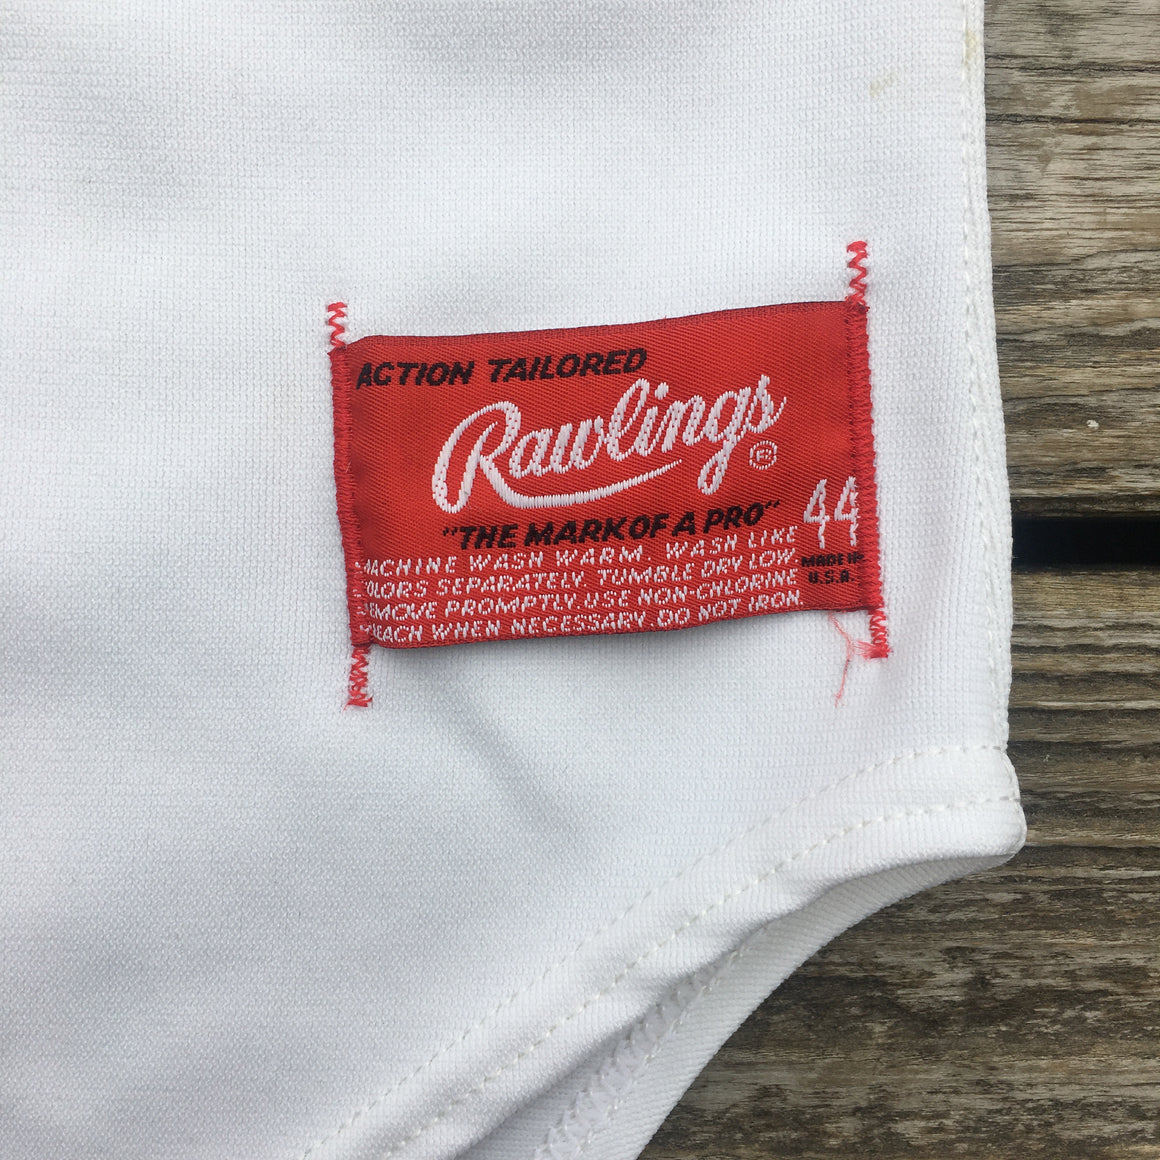 ACTION TAILORED
Rawlings ®
"THE MARK OF A PRO" 44
MACHINE WASH WARM. WASH LIKE
COLORS SEPARATELY. TUMBLE DRY LOW
REMOVE PROMPTLY. USE NON-CHLORINE
BLEACH WHEN NECESSARY DO NOT IRON
MADE IN
U.S.A.